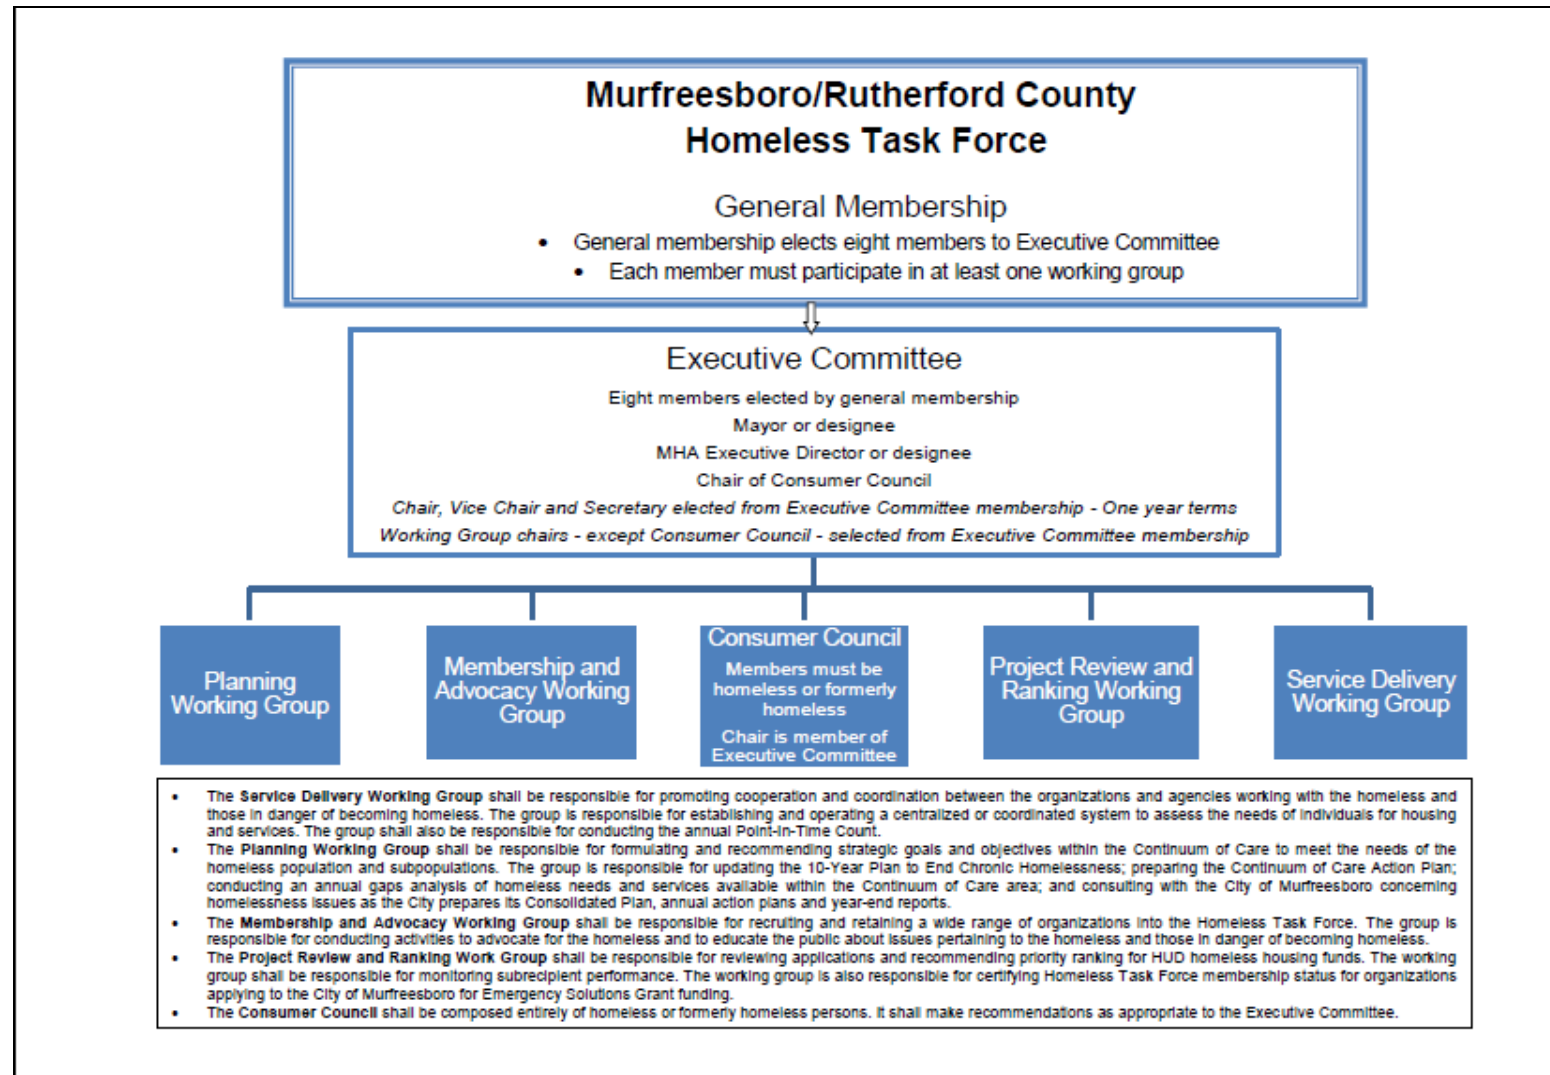 Murfreesboro/Rutherford County
Homeless Task Force
General Membership
• General membership elects eight members to Executive Committee
• Each member must participate in at least one working group
Executive Committee
Eight members elected by general membership
Mayor or designee
MHA Executive Director or designee
Chair of Consumer Council
Chair, Vice Chair and Secretary elected from Executive Committee membership - One year terms
Working Group chairs - except Consumer Council - selected from Executive Committee membership
Planning
Working Group
Membership and
Advocacy Working
Group
Consumer Council
Members must be
homeless or formerly
homeless
Chair is member of
Executive Committee
Project Review and
Ranking Working
Group
Service Delivery
Working Group
• The Service Delivery Working Group shall be responsible for promoting cooperation and coordination between the organizations and agencies working with the homeless and
those in danger of becoming homeless. The group is responsible for establishing and operating a centralized or coordinated system to assess the needs of individuals for housing
and services. The group shall also be responsible for conducting the annual Point-in-Time Count.
• The Planning Working Group shall be responsible for formulating and recommending strategic goals and objectives within the Continuum of Care to meet the needs of the
homeless population and subpopulations. The group is responsible for updating the 10-Year Plan to End Chronic Homelessness; preparing the Continuum of Care Action Plan;
conducting an annual gaps analysis of homeless needs and services available within the Continuum of Care area; and consulting with the City of Murfreesboro concerning
homelessness issues as the City prepares its Consolidated Plan, annual action plans and year-end reports.
• The Membership and Advocacy Working Group shall be responsible for recruiting and retaining a wide range of organizations into the Homeless Task Force. The group is
responsible for conducting activities to advocate for the homeless and to educate the public about issues pertaining to the homeless and those in danger of becoming homeless.
• The Project Review and Ranking Work Group shall be responsible for reviewing applications and recommending priority ranking for HUD homeless housing funds. The working
group shall be responsible for monitoring subrecipient performance. The working group is also responsible for certifying Homeless Task Force membership status for organizations
applying to the City of Murfreesboro for Emergency Solutions Grant funding.
• The Consumer Council shall be composed entirely of homeless or formerly homeless persons. It shall make recommendations as appropriate to the Executive Committee.